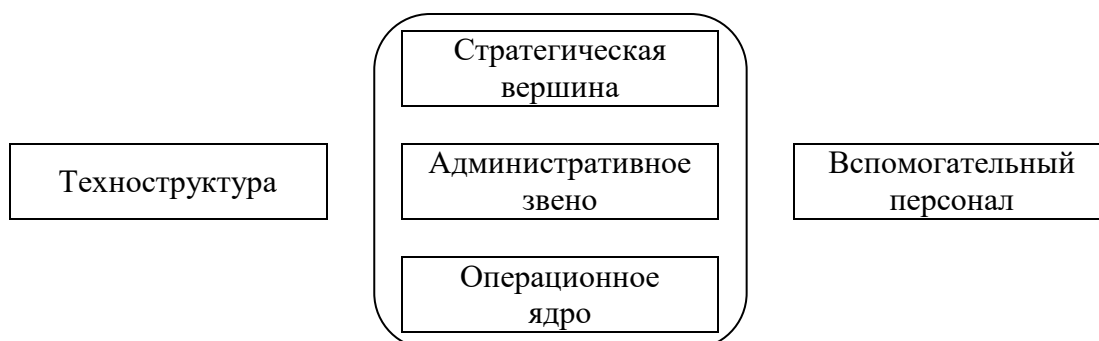 Стратегическая
вершина
Техноструктура
Административное
звено
Вспомогательный
персонал
Операционное
ядро